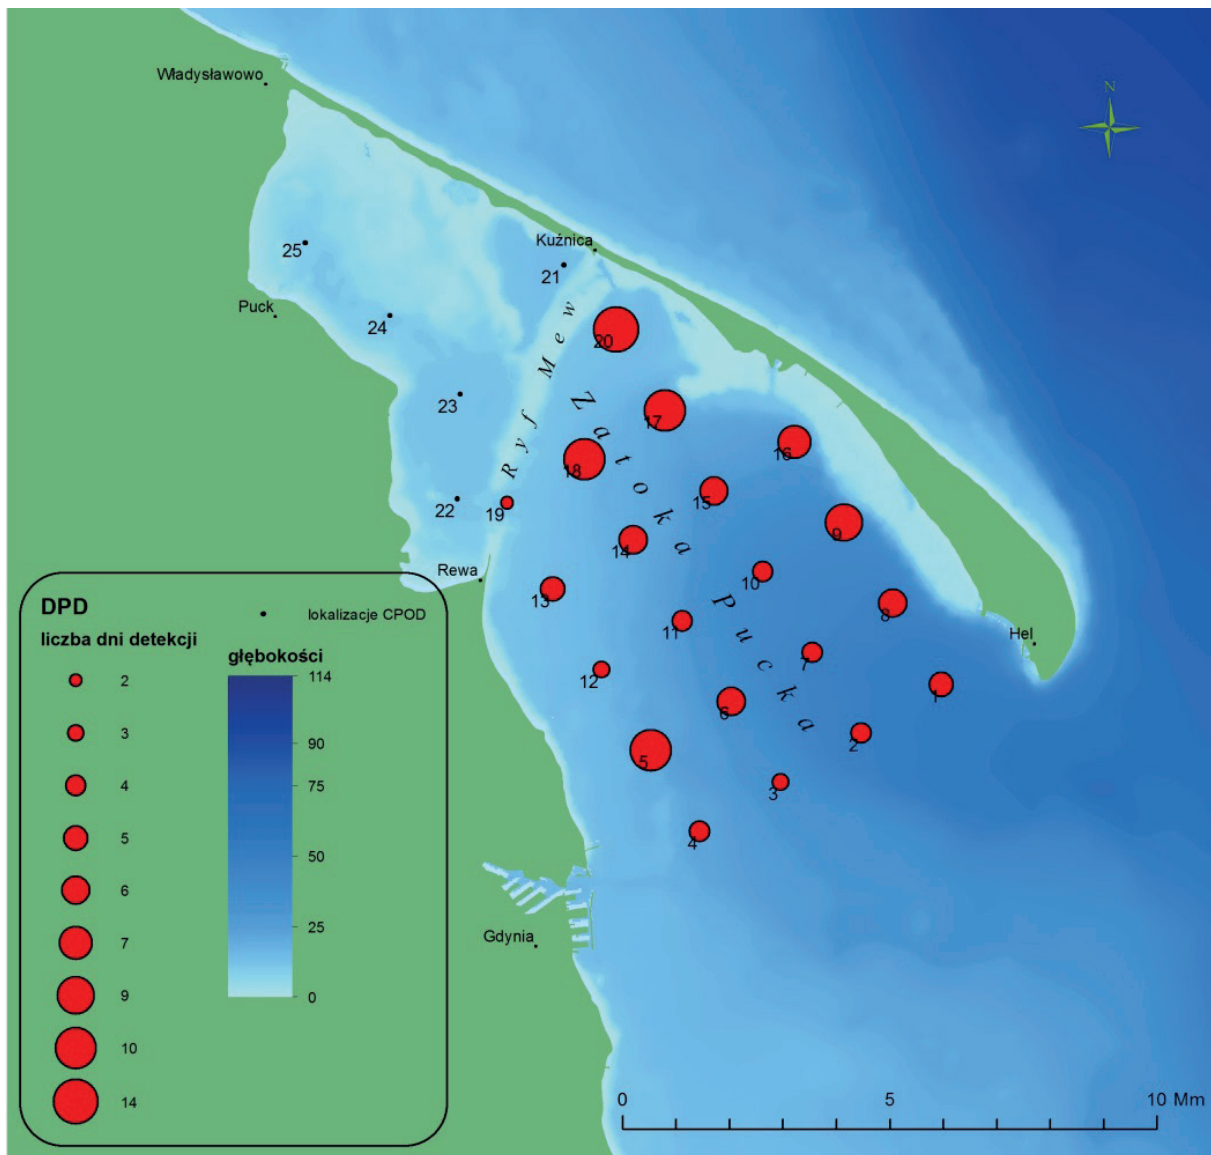 N
Władysławowo
Kuźnica
25
21
Puck
24
20
Ryf Mew
23
17
16
Zatoka Pucka
18
15
22
19
9
14
Rewa
10
13
8
11
Hel
7
12
1
6
2
5
3
4
Gdynia
DPD
liczba dni detekcji
2
3
4
5
6
7
9
10
14
lokalizacje CPOD
głębokości
114
90
75
50
25
0
0 5 10 Mm